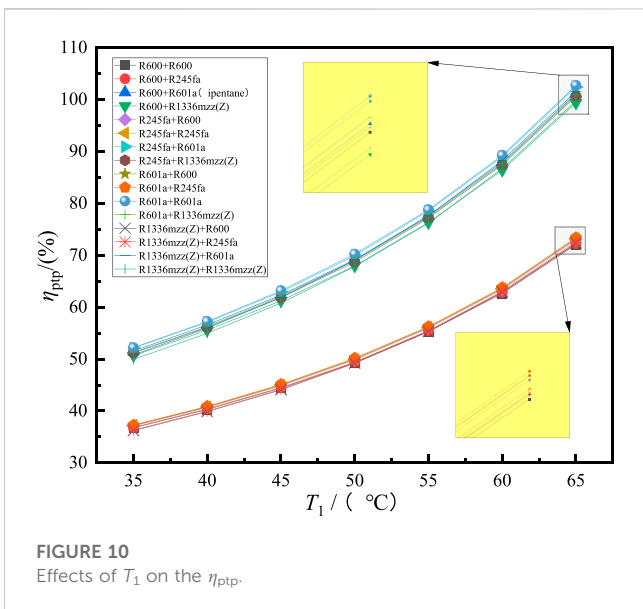 110
100
90
80
70
60
50
40
30
ηptp/(%)
R600+R600
R600+R245fa
R600+R601a( ipentane)
R600+R1336mzz(Z)
R245fa+R600
R245fa+R245fa
R245fa+R601a
R245fa+R1336mzz(Z)
R601a+R600
R601a+R245fa
R601a+R601a
R601a+R1336mzz(Z)
R1336mzz(Z)+R600
R1336mzz(Z)+R245fa
R1336mzz(Z)+R601a
R1336mzz(Z)+R1336mzz(Z)
35 40 45 50 55 60 65
T1 / ( °C)
FIGURE 10
Effects of T1 on the ηptp.